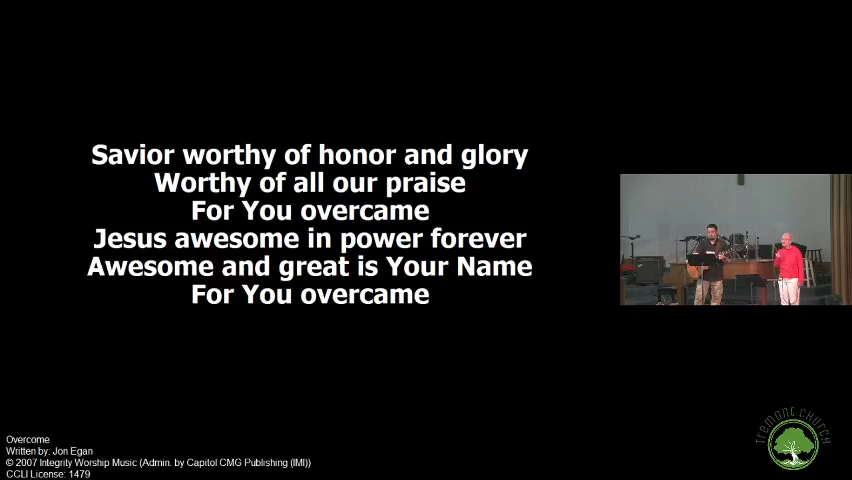 Savior worthy of honor and glory
Worthy of all our praise
For You overcame
Jesus awesome in power forever
Awesome and great is Your Name
For You overcame
Overcome
Written by: Jon Egan
© 2007 Integrity Worship Music (Admin. by Capitol CMG Publishing (IMI))
CCLI License: 1479
TREMONT CHURCH